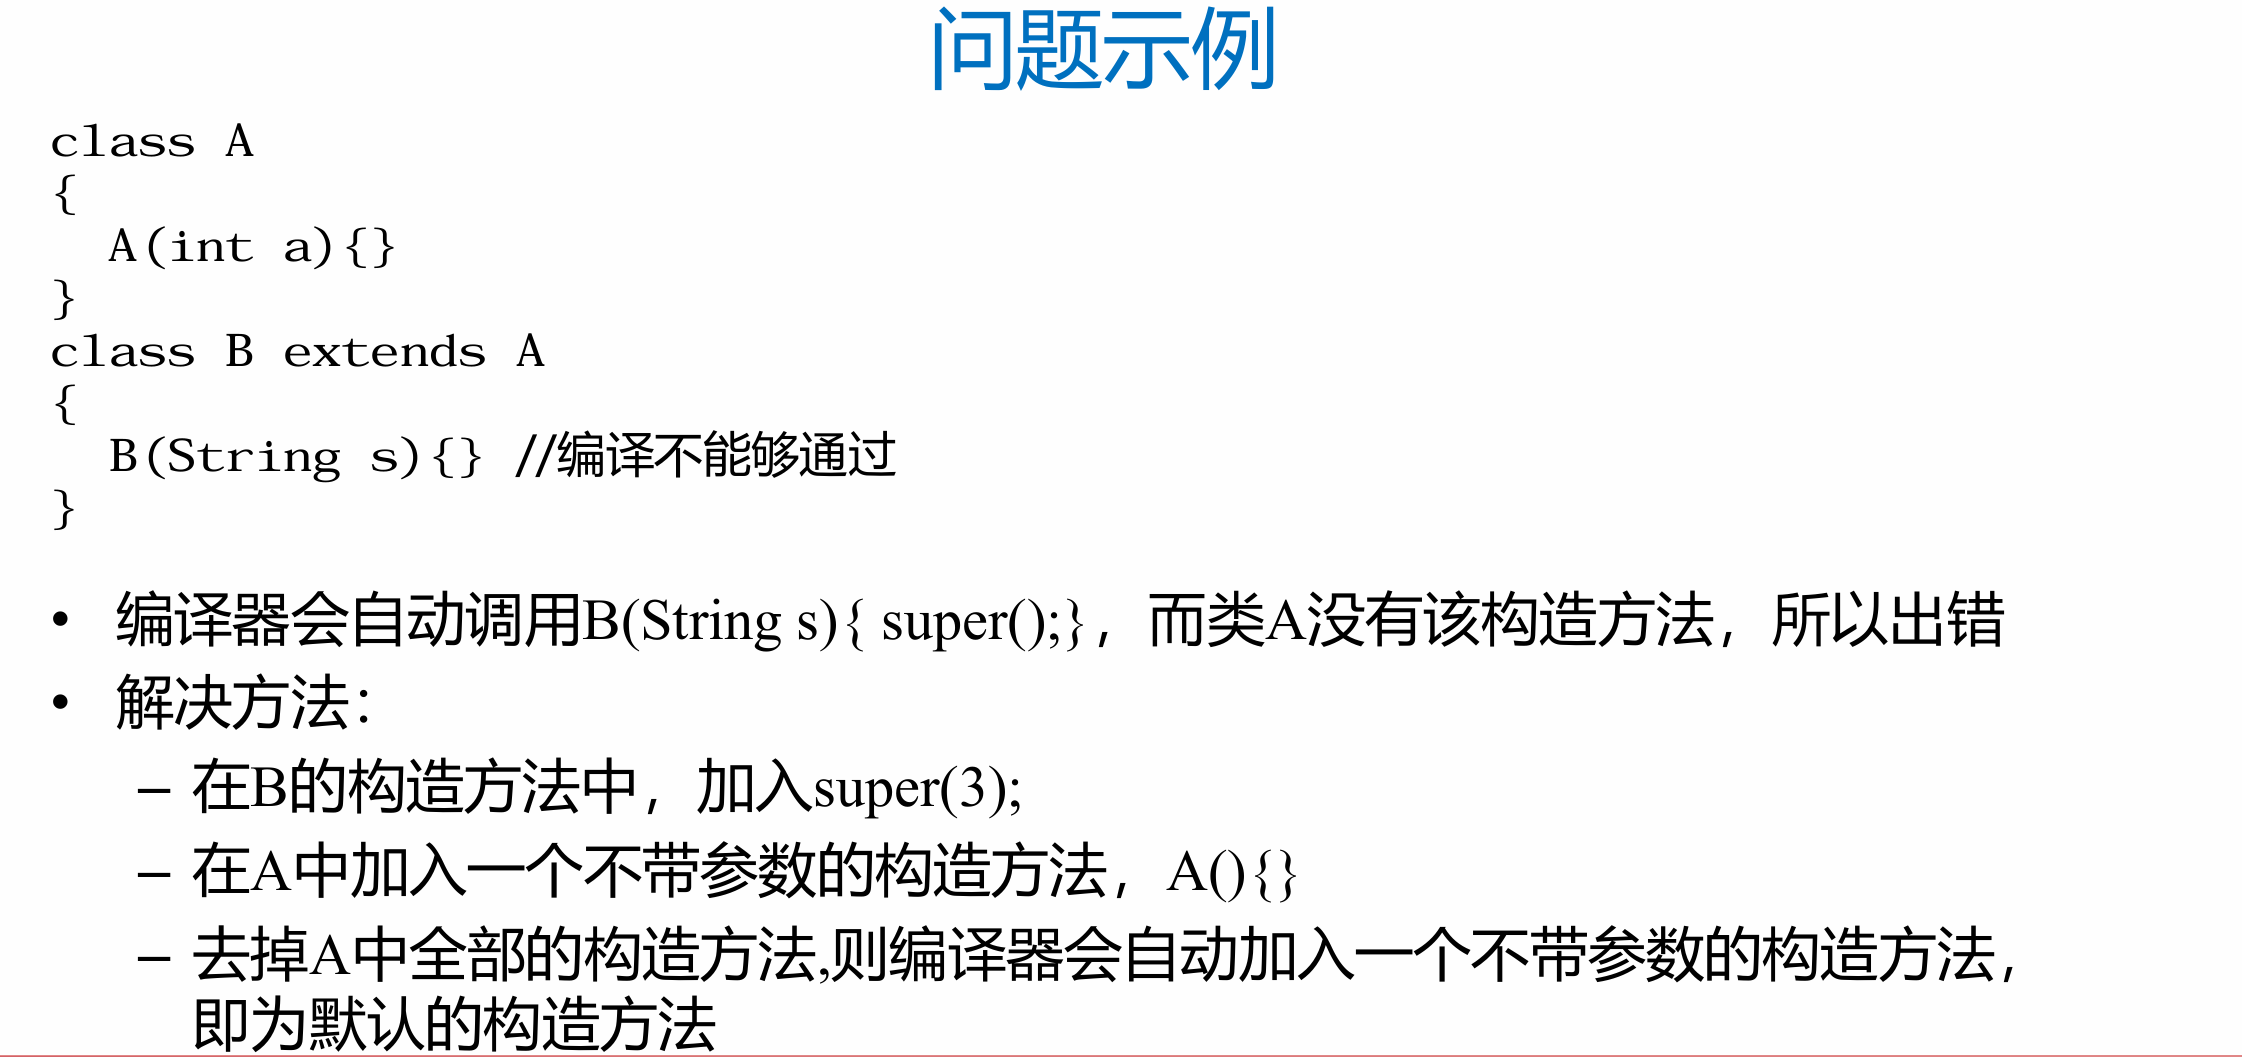 问题示例
class A
{
  A(int a){}
}
class B extends A
{
  B(String s){} //编译不能够通过
}
• 编译器会自动调用B(String s){ super();}，而类A没有该构造方法，所以出错
• 解决方法：
– 在B的构造方法中，加入super(3);
– 在A中加入一个不带参数的构造方法，A(){}
– 去掉A中全部的构造方法,则编译器会自动加入一个不带参数的构造方法，
即为默认的构造方法